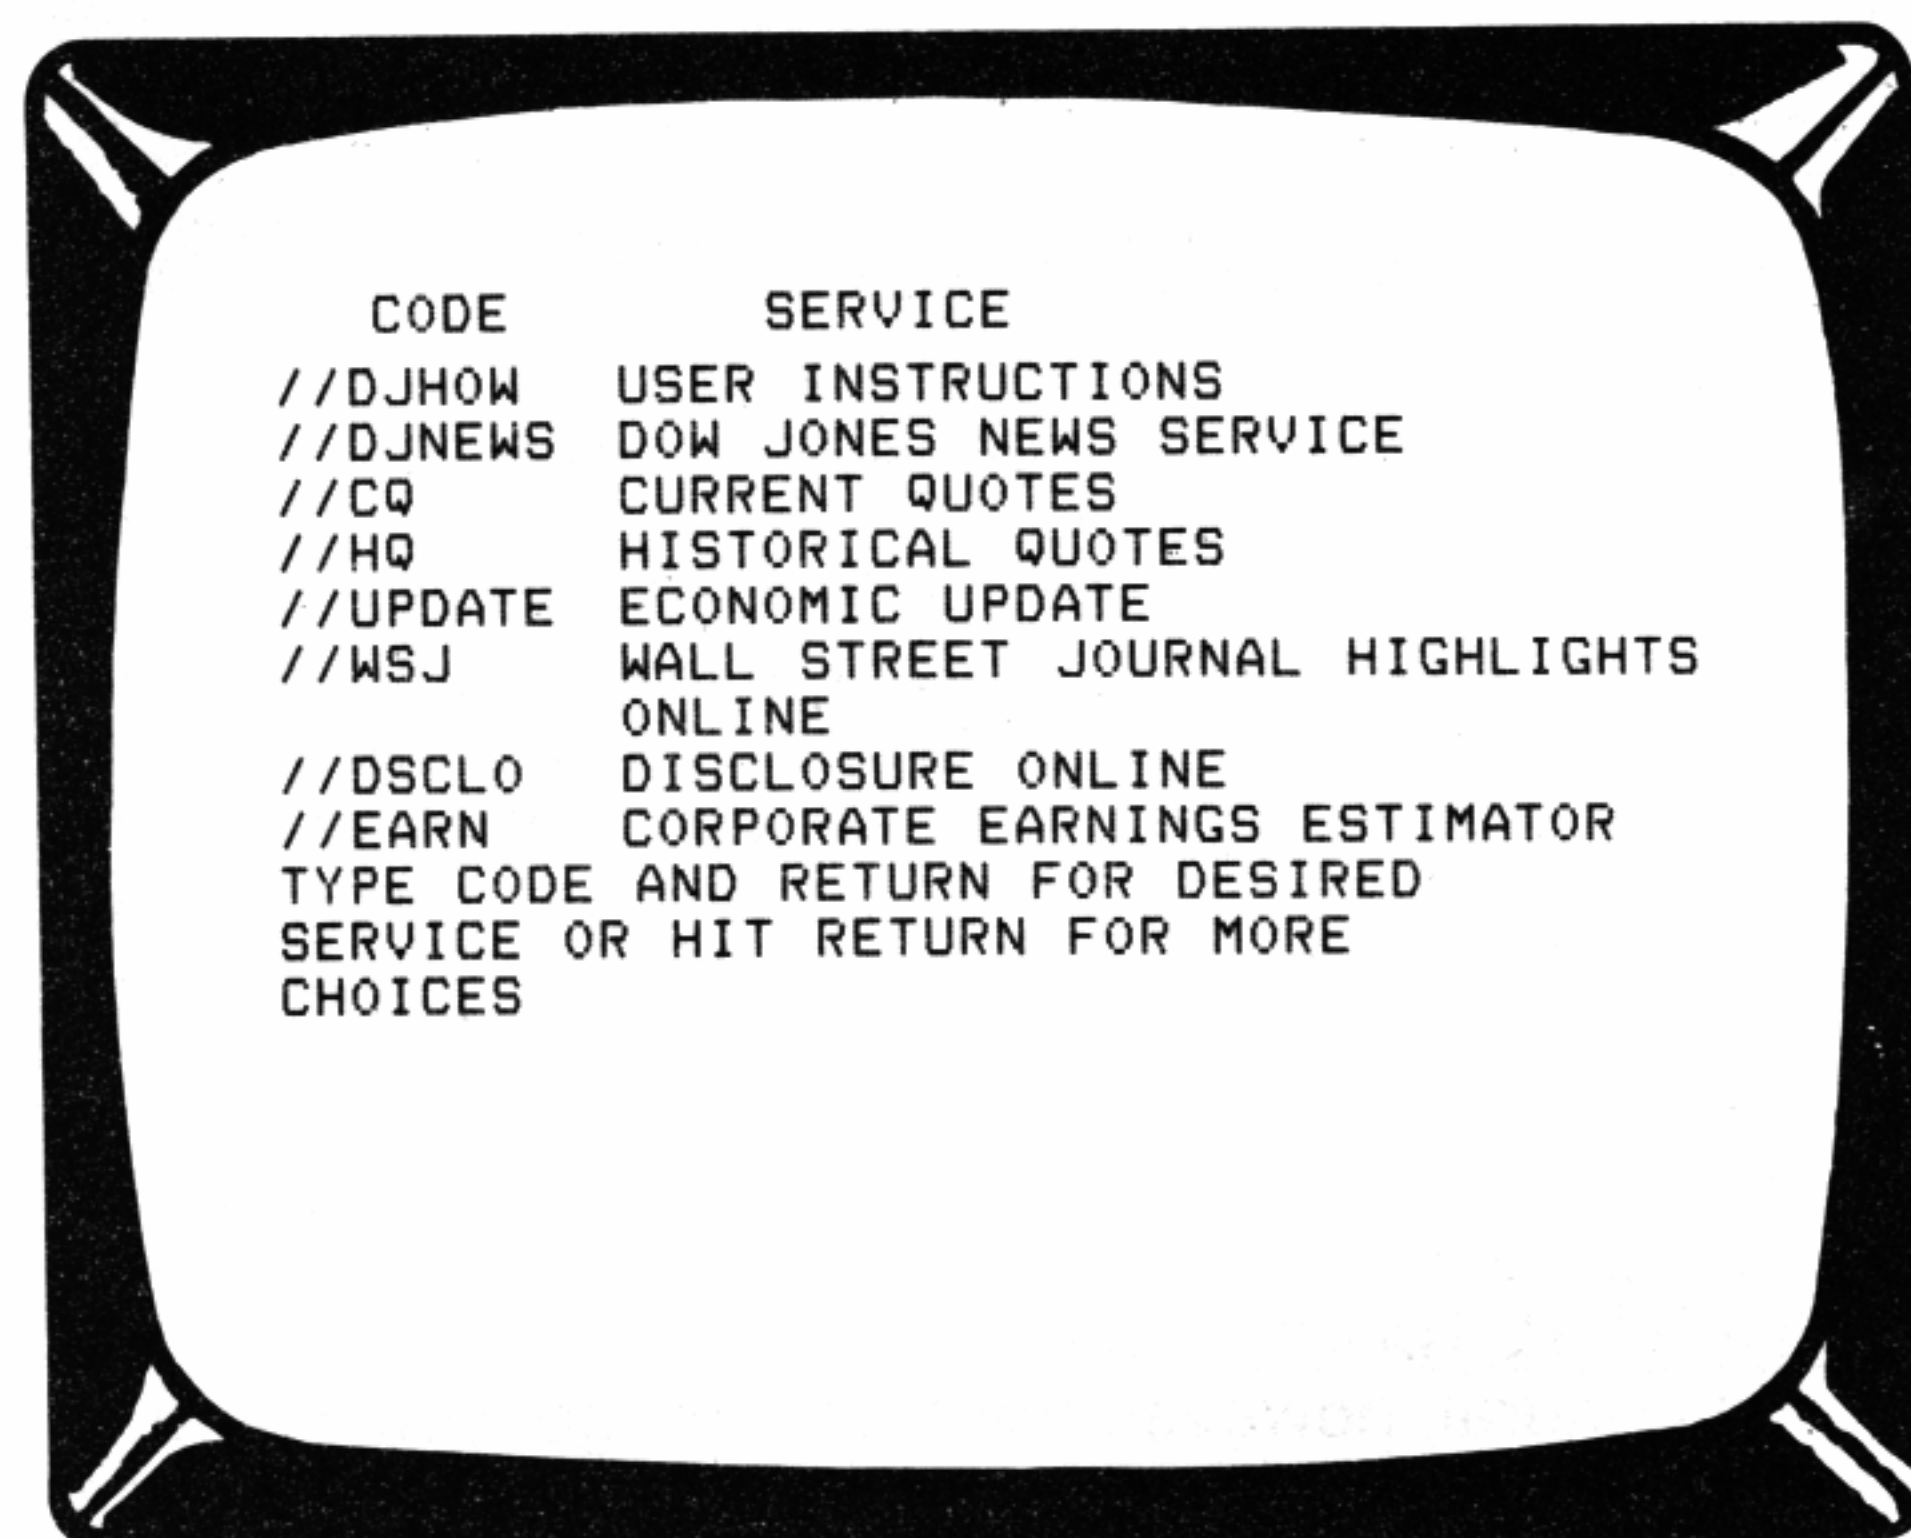 CODE SERVICE
//DJHOW USER INSTRUCTIONS
//DJNEWS DOW JONES NEWS SERVICE
//CQ CURRENT QUOTES
//HQ HISTORICAL QUOTES
//UPDATE ECONOMIC UPDATE
//WSJ WALL STREET JOURNAL HIGHLIGHTS
ONLINE
//DSCLO DISCLOSURE ONLINE
//EARN CORPORATE EARNINGS ESTIMATOR
TYPE CODE AND RETURN FOR DESIRED
SERVICE OR HIT RETURN FOR MORE
CHOICES